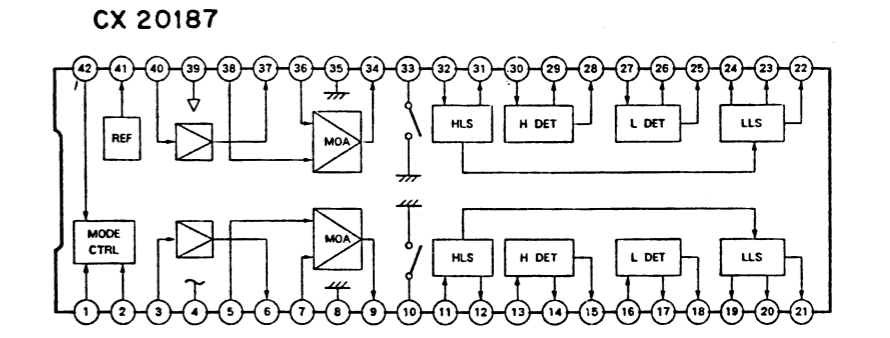 CX 20187
42 41 40 39 38 37 36 35 34 33 32 31 30 29 28 27 26 25 24 23 22
REF MOA HLS H DET L DET LLS
MODE CTRL MOA HLS H DET L DET LLS
1 2 3 4 5 6 7 8 9 10 11 12 13 14 15 16 17 18 19 20 21